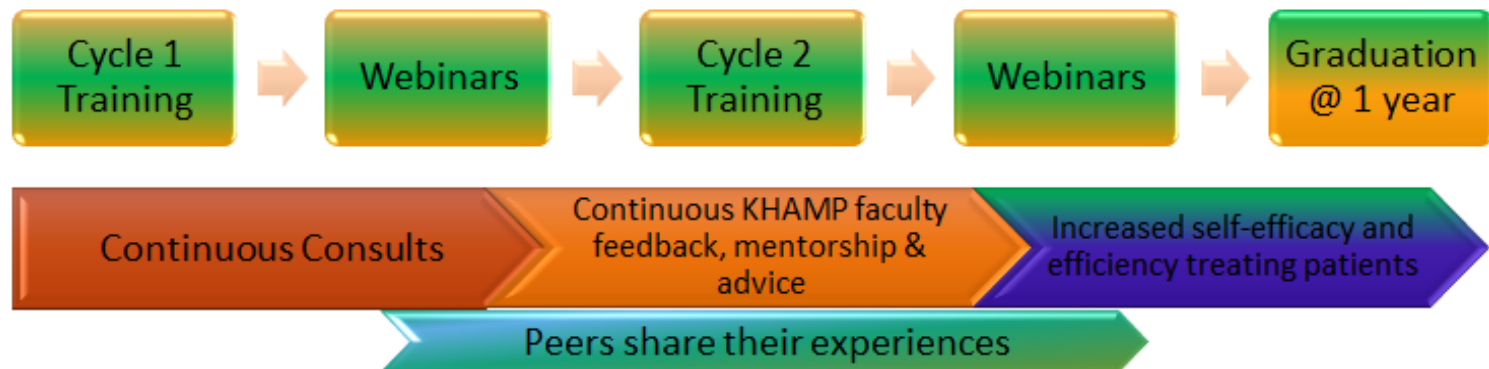 Cycle 1
Training
Webinars
Cycle 2
Training
Webinars
Graduation
@ 1 year
Continuous Consults
Continuous KHAMP faculty
feedback, mentorship &
advice
Increased self-efficacy and
efficiency treating patients
Peers share their experiences